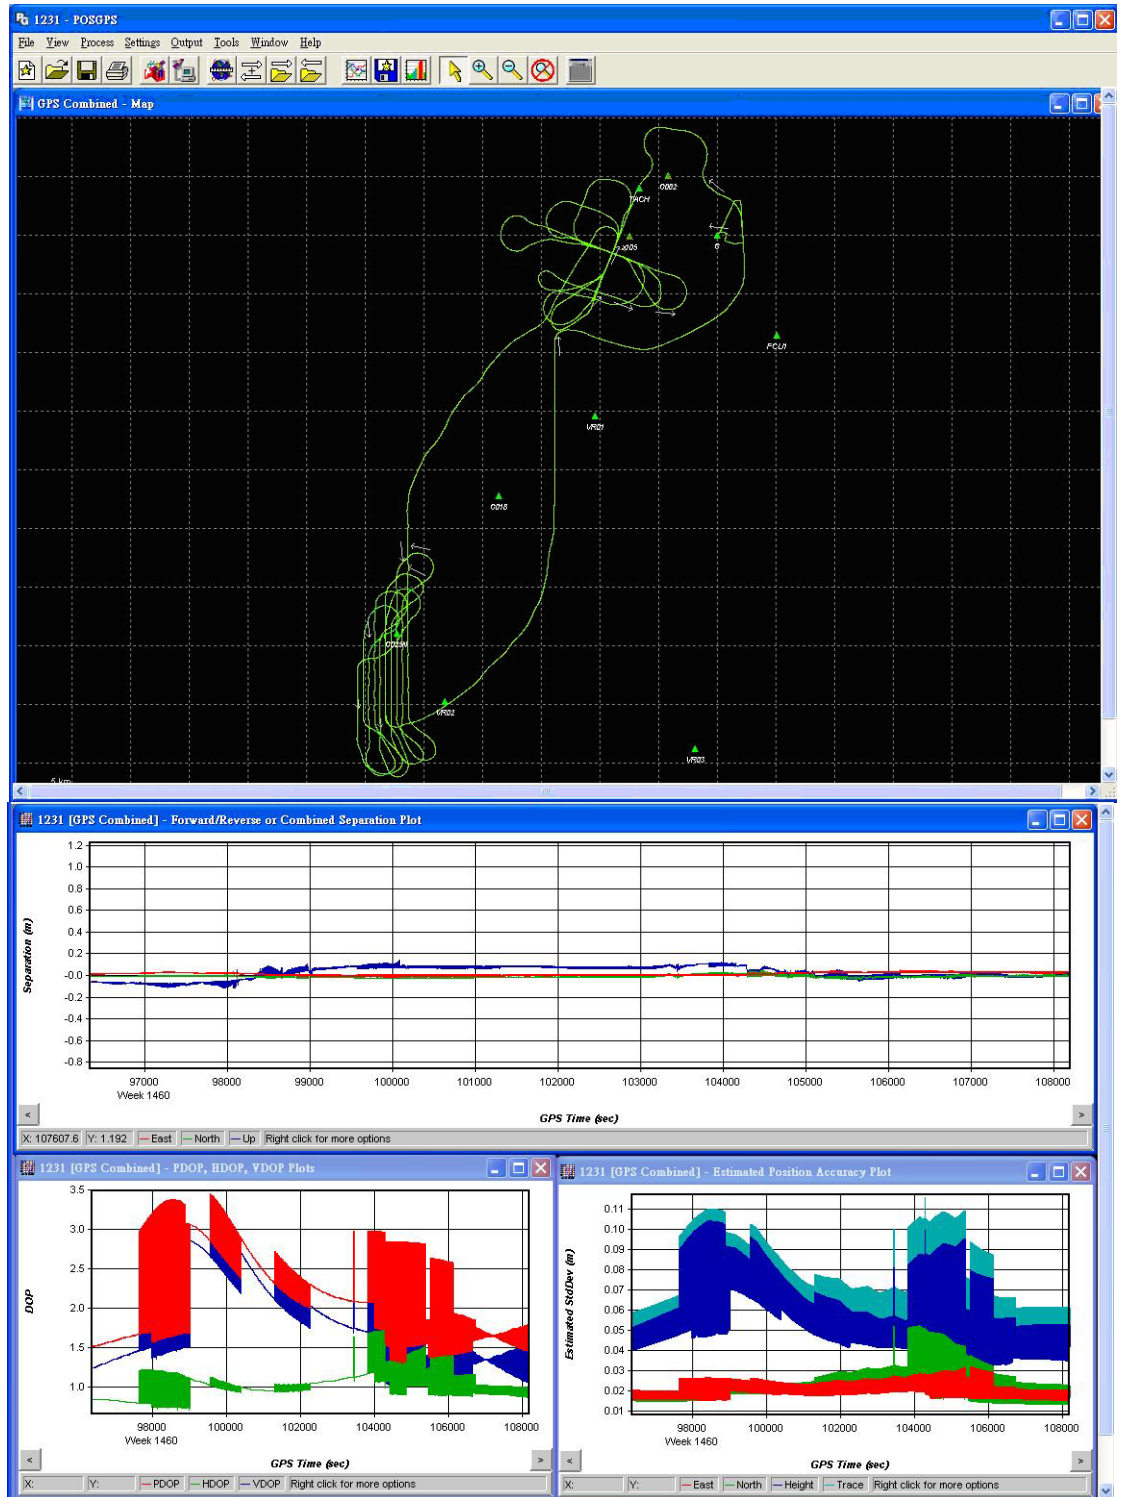 1231 - POSGPS
File View Process Settings Output Tools Window Help
GPS Combined - Map
C002
TACH
FCU1
VR01
C018
VR02
VR03
5 km
1231 [GPS Combined] - Forward/Reverse or Combined Separation Plot
1.2
1.0
0.8
0.6
0.4
0.2
-0.0
-0.2
-0.4
-0.6
-0.8
Separation (m)
97000 98000 99000 100000 101000 102000 103000 104000 105000 106000 107000 108000
Week 1460
GPS Time (sec)
X: 107607.6 Y: 1.192 East North Up Right click for more options
1231 [GPS Combined] - PDOP, HDOP, VDOP Plots
3.5
3.0
2.5
2.0
1.5
1.0
DOP
98000 100000 102000 104000 106000 108000
Week 1460
GPS Time (sec)
X: Y: PDOP HDOP VDOP Right click for more options
1231 [GPS Combined] - Estimated Position Accuracy Plot
0.11
0.10
0.09
0.08
0.07
0.06
0.05
0.04
0.03
0.02
0.01
Estimated StdDev (m)
98000 100000 102000 104000 106000 108000
Week 1460
GPS Time (sec)
X: Y: East North Height Trace Right click for more options